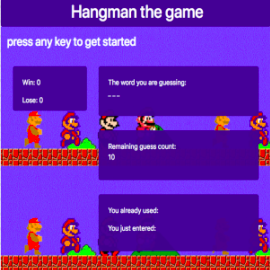 Hangman the game
press any key to get started
Win: 0
Lose: 0
The word you are guessing:
_ _ _
Remaining guess count:
10
You already used:
You just entered: